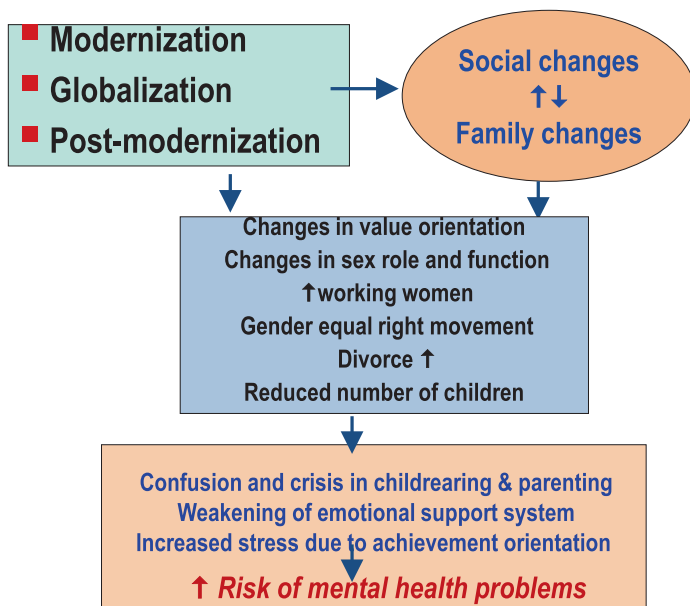 Modernization
Globalization
Post-modernization
Social changes
↑↓
Family changes
Changes in value orientation
Changes in sex role and function
↑working women
Gender equal right movement
Divorce ↑
Reduced number of children
Confusion and crisis in childrearing & parenting
Weakening of emotional support system
Increased stress due to achievement orientation
↑ Risk of mental health problems